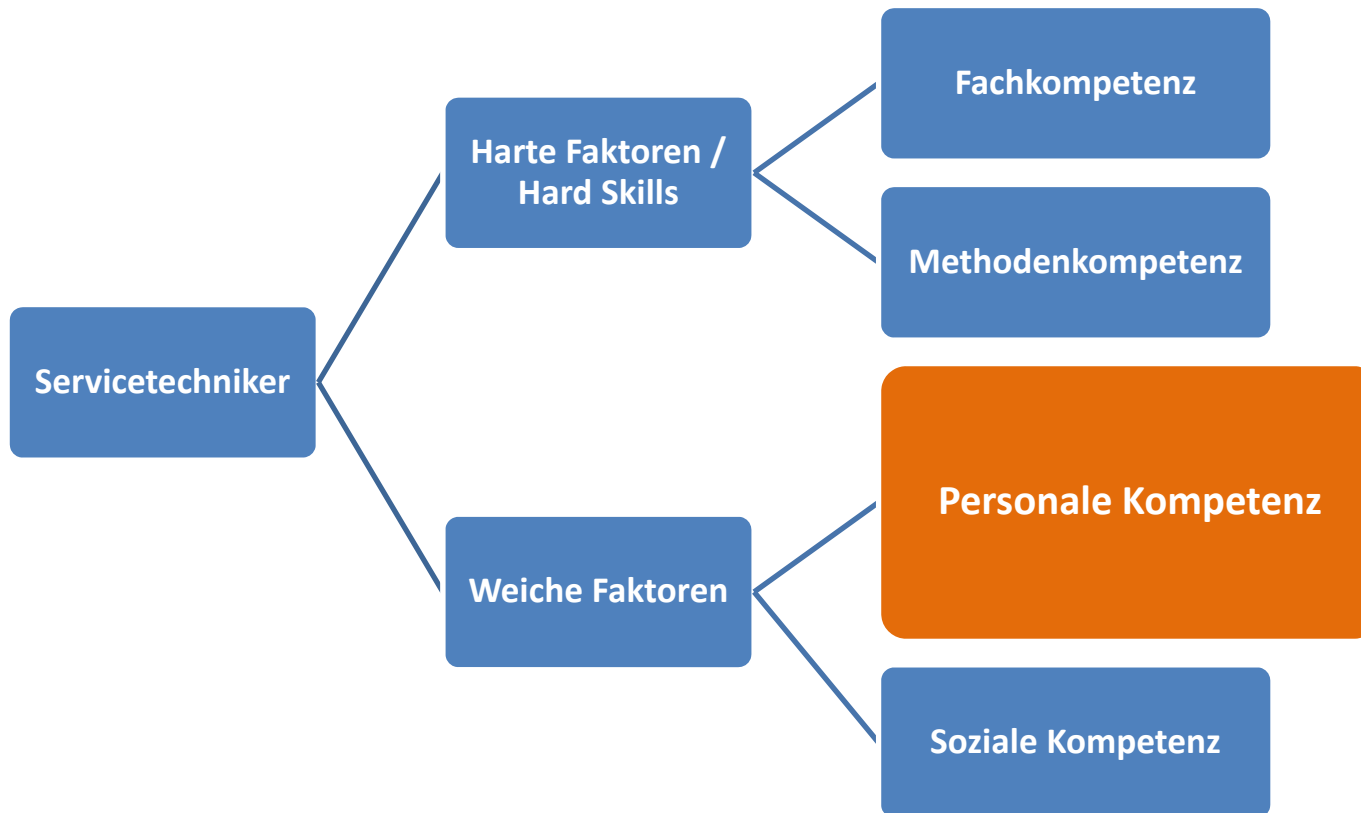 Servicetechniker
Harte Faktoren /
Hard Skills
Fachkompetenz
Methodenkompetenz
Weiche Faktoren
Personale Kompetenz
Soziale Kompetenz